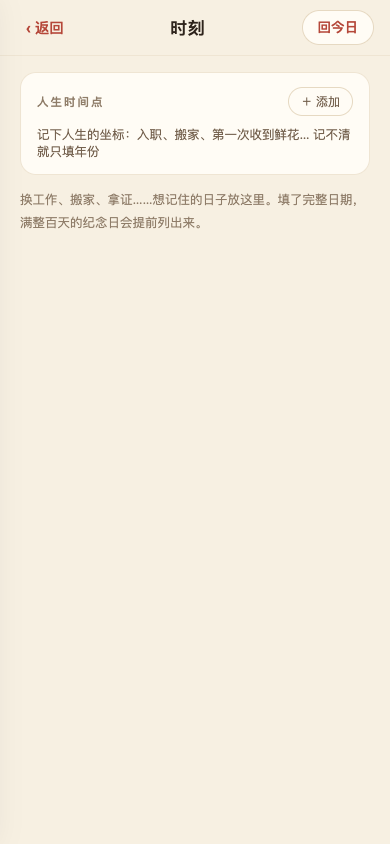 ‹ 返回 时刻 回今日
人生时间点 ＋ 添加
记下人生的坐标：入职、搬家、第一次收到鲜花… 记不清
就只填年份
换工作、搬家、拿证……想记住的日子放这里。填了完整日期，
满整百天的纪念日会提前列出来。